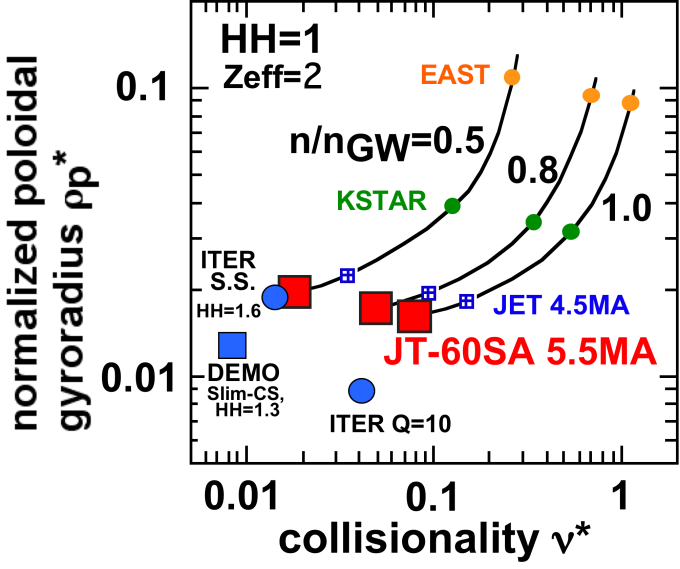 HH=1
Zeff=2
EAST
n/nGW=0.5
0.8
1.0
KSTAR
ITER
S.S.
HH=1.6
JET 4.5MA
JT-60SA 5.5MA
DEMO
Slim-CS,
HH=1.3
ITER Q=10
normalized poloidal
gyroradius ρp*
0.1
0.01
0.01
0.1
1
collisionality ν*